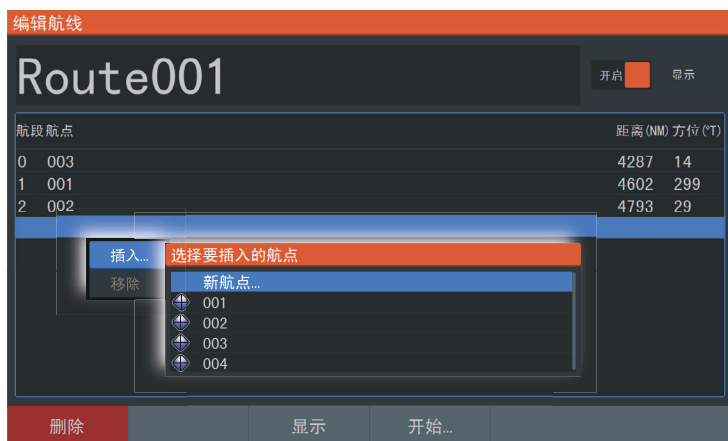 编辑航线
Route001
开启 显示
航段 航点 距离(NM) 方位(°T)
0 003 4287 14
1 001 4602 299
2 002 4793 29
插入… 选择要插入的航点
移除 新航点…
001
002
003
004
删除 显示 开始…